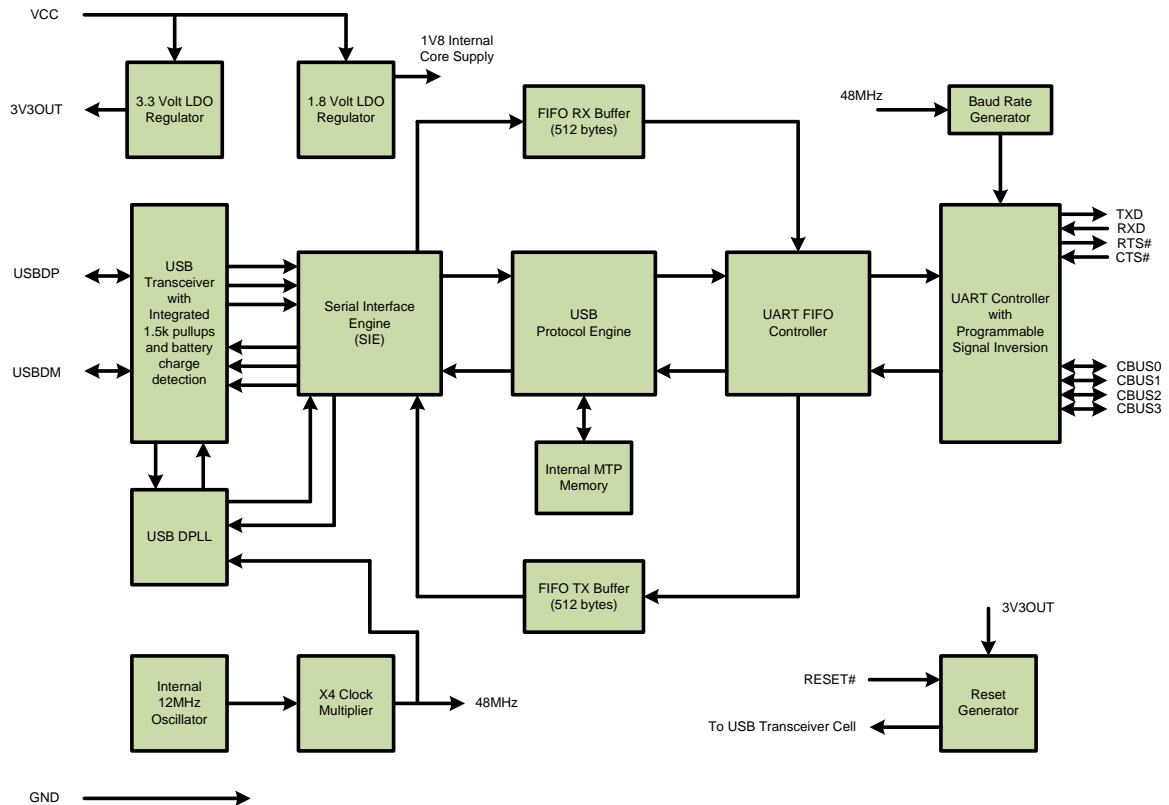 VCC
1V8 Internal
Core Supply
3V3OUT
3.3 Volt LDO
Regulator
1.8 Volt LDO
Regulator
FIFO RX Buffer
(512 bytes)
48MHz
Baud Rate
Generator
USBDP
USBDM
USB
Transceiver
with
Integrated
1.5k pullups
and battery
charge
detection
Serial Interface
Engine
(SIE)
USB
Protocol Engine
UART FIFO
Controller
UART Controller
with
Programmable
Signal Inversion
TXD
RXD
RTS#
CTS#
CBUS0
CBUS1
CBUS2
CBUS3
Internal MTP
Memory
USB DPLL
FIFO TX Buffer
(512 bytes)
3V3OUT
Internal
12MHz
Oscillator
X4 Clock
Multiplier
48MHz
RESET#
To USB Transceiver Cell
Reset
Generator
GND